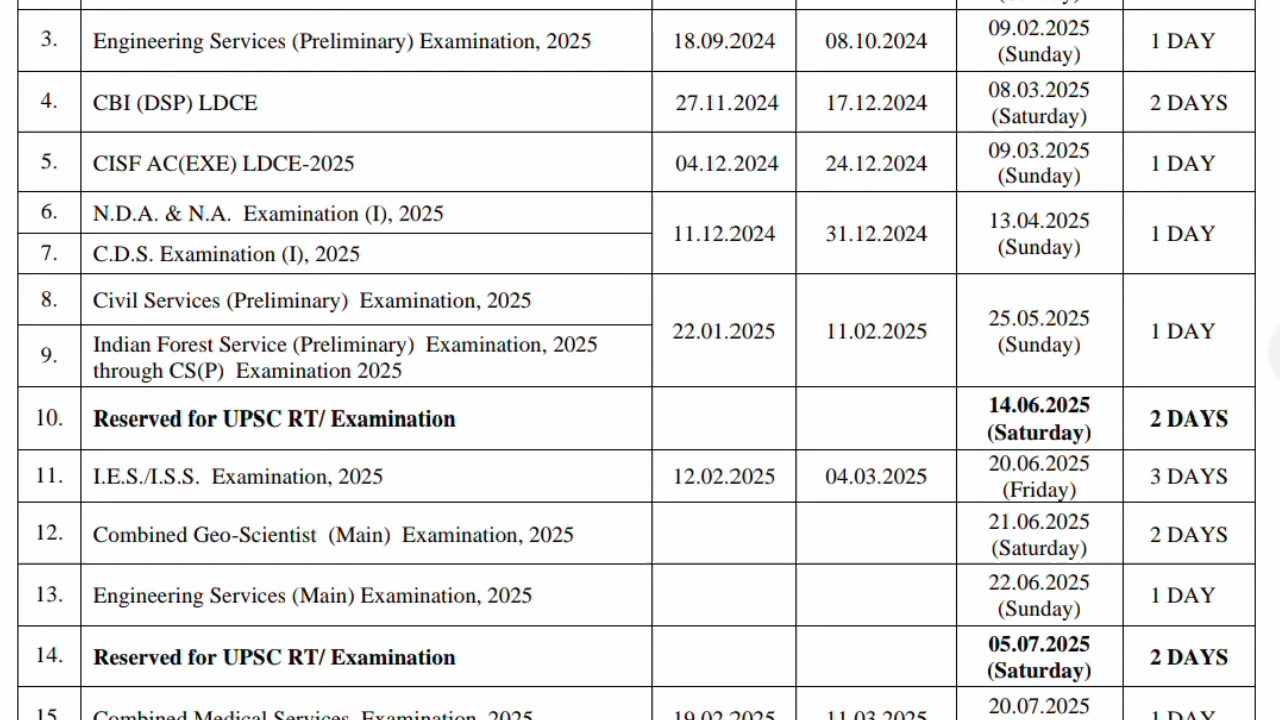 3. Engineering Services (Preliminary) Examination, 2025 18.09.2024 08.10.2024 09.02.2025 (Sunday) 1 DAY
4. CBI (DSP) LDCE 27.11.2024 17.12.2024 08.03.2025 (Saturday) 2 DAYS
5. CISF AC(EXE) LDCE-2025 04.12.2024 24.12.2024 09.03.2025 (Sunday) 1 DAY
6. N.D.A. & N.A. Examination (I), 2025 11.12.2024 31.12.2024 13.04.2025 (Sunday) 1 DAY
7. C.D.S. Examination (I), 2025
8. Civil Services (Preliminary) Examination, 2025 22.01.2025 11.02.2025 25.05.2025 (Sunday) 1 DAY
9. Indian Forest Service (Preliminary) Examination, 2025
through CS(P) Examination 2025
10. Reserved for UPSC RT/ Examination 14.06.2025 (Saturday) 2 DAYS
11. I.E.S./I.S.S. Examination, 2025 12.02.2025 04.03.2025 20.06.2025 (Friday) 3 DAYS
12. Combined Geo-Scientist (Main) Examination, 2025 21.06.2025 (Saturday) 2 DAYS
13. Engineering Services (Main) Examination, 2025 22.06.2025 (Sunday) 1 DAY
14. Reserved for UPSC RT/ Examination 05.07.2025 (Saturday) 2 DAYS
15. Combined Medical Services Examination, 2025 19.02.2025 11.03.2025 20.07.2025 1 DAY